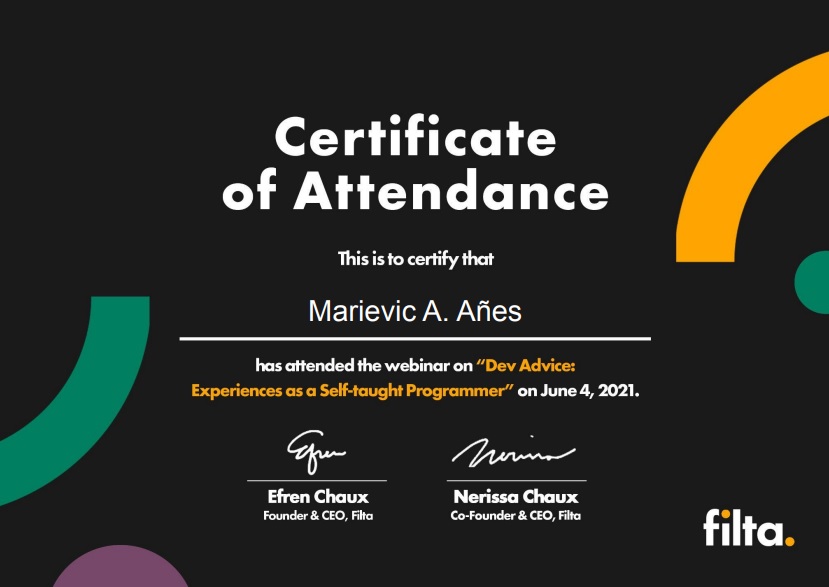 Certificate
of Attendance
This is to certify that
Marievic A. Añes
has attended the webinar on “Dev Advice:
Experiences as a Self-taught Programmer” on June 4, 2021.
Efren
Nerissa
Efren Chaux
Founder & CEO, Filta
Nerissa Chaux
Co-Founder & CEO, Filta
filta.